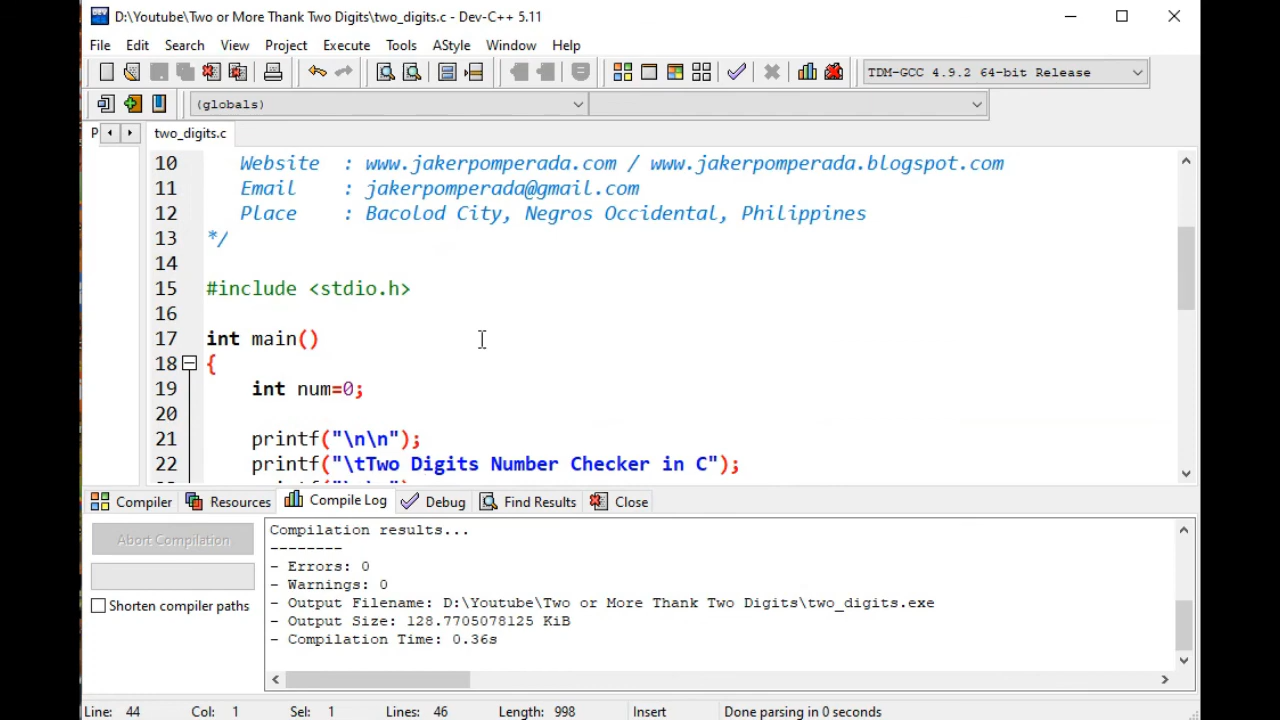 D:\Youtube\Two or More Thank Two Digits\two_digits.c - Dev-C++ 5.11
File Edit Search View Project Execute Tools AStyle Window Help
TDM-GCC 4.9.2 64-bit Release
(globals)
P two_digits.c
10 Website : www.jakerpomperada.com / www.jakerpomperada.blogspot.com
11 Email : jakerpomperada@gmail.com
12 Place : Bacolod City, Negros Occidental, Philippines
13 */
14
15 #include <stdio.h>
16
17 int main()
18 {
19 int num=0;
20
21 printf("\n\n");
22 printf("\tTwo Digits Number Checker in C");
Compiler Resources Compile Log Debug Find Results Close
Abort Compilation
Shorten compiler paths
Compilation results...
--------
- Errors: 0
- Warnings: 0
- Output Filename: D:\Youtube\Two or More Thank Two Digits\two_digits.exe
- Output Size: 128.7705078125 KiB
- Compilation Time: 0.36s
Line: 44 Col: 1 Sel: 1 Lines: 46 Length: 998 Insert Done parsing in 0 seconds